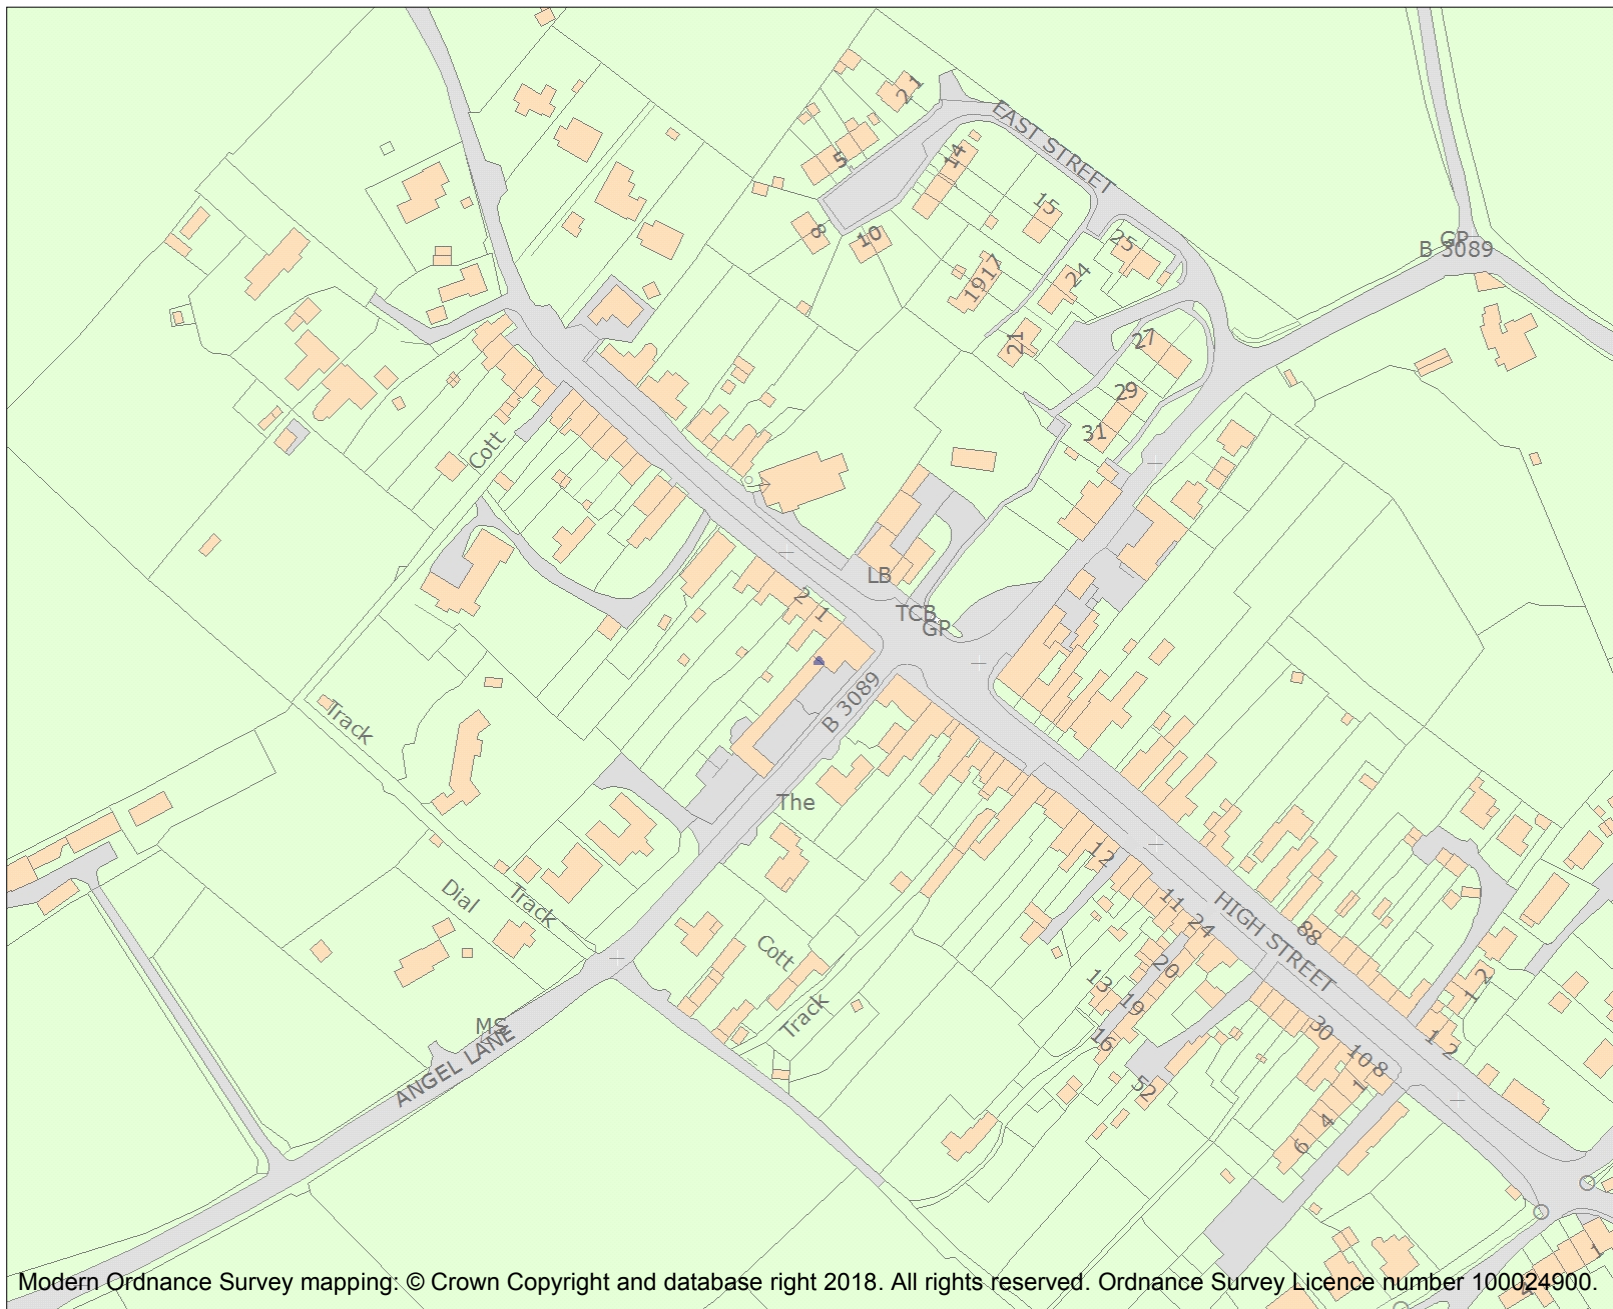 21
EAST STREET
5
14
15
8
10
25
GP
B 3089
24
1917
21
27
29
31
Cott
LB
TCB
GP
2
1
B 3089
Track
The
12
Dial
Track
11
24
HIGH STREET
88
Cott
20
13
19
Track
2
1
MS
ANGEL LANE
16
30
10
8
1
2
52
1
4
6
1
Modern Ordnance Survey mapping: © Crown Copyright and database right 2018. All rights reserved. Ordnance Survey Licence number 100024900.